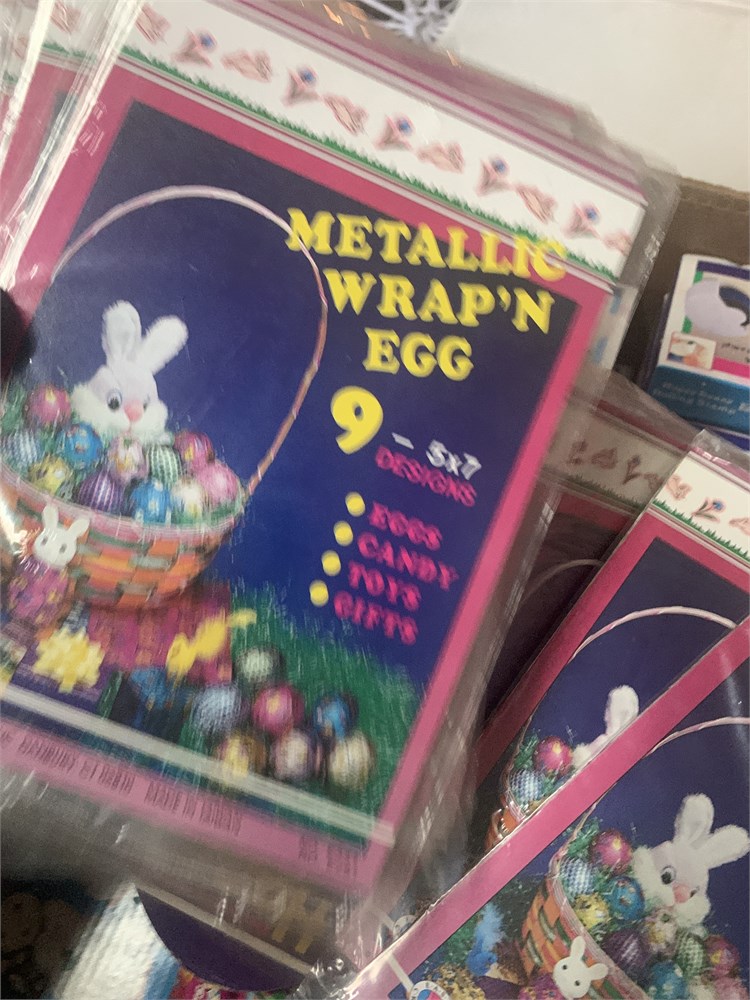 METALLIC
WRAP'N
EGG
9 - 5x7
DESIGNS
EGGS
CANDY
TOYS
GIFTS